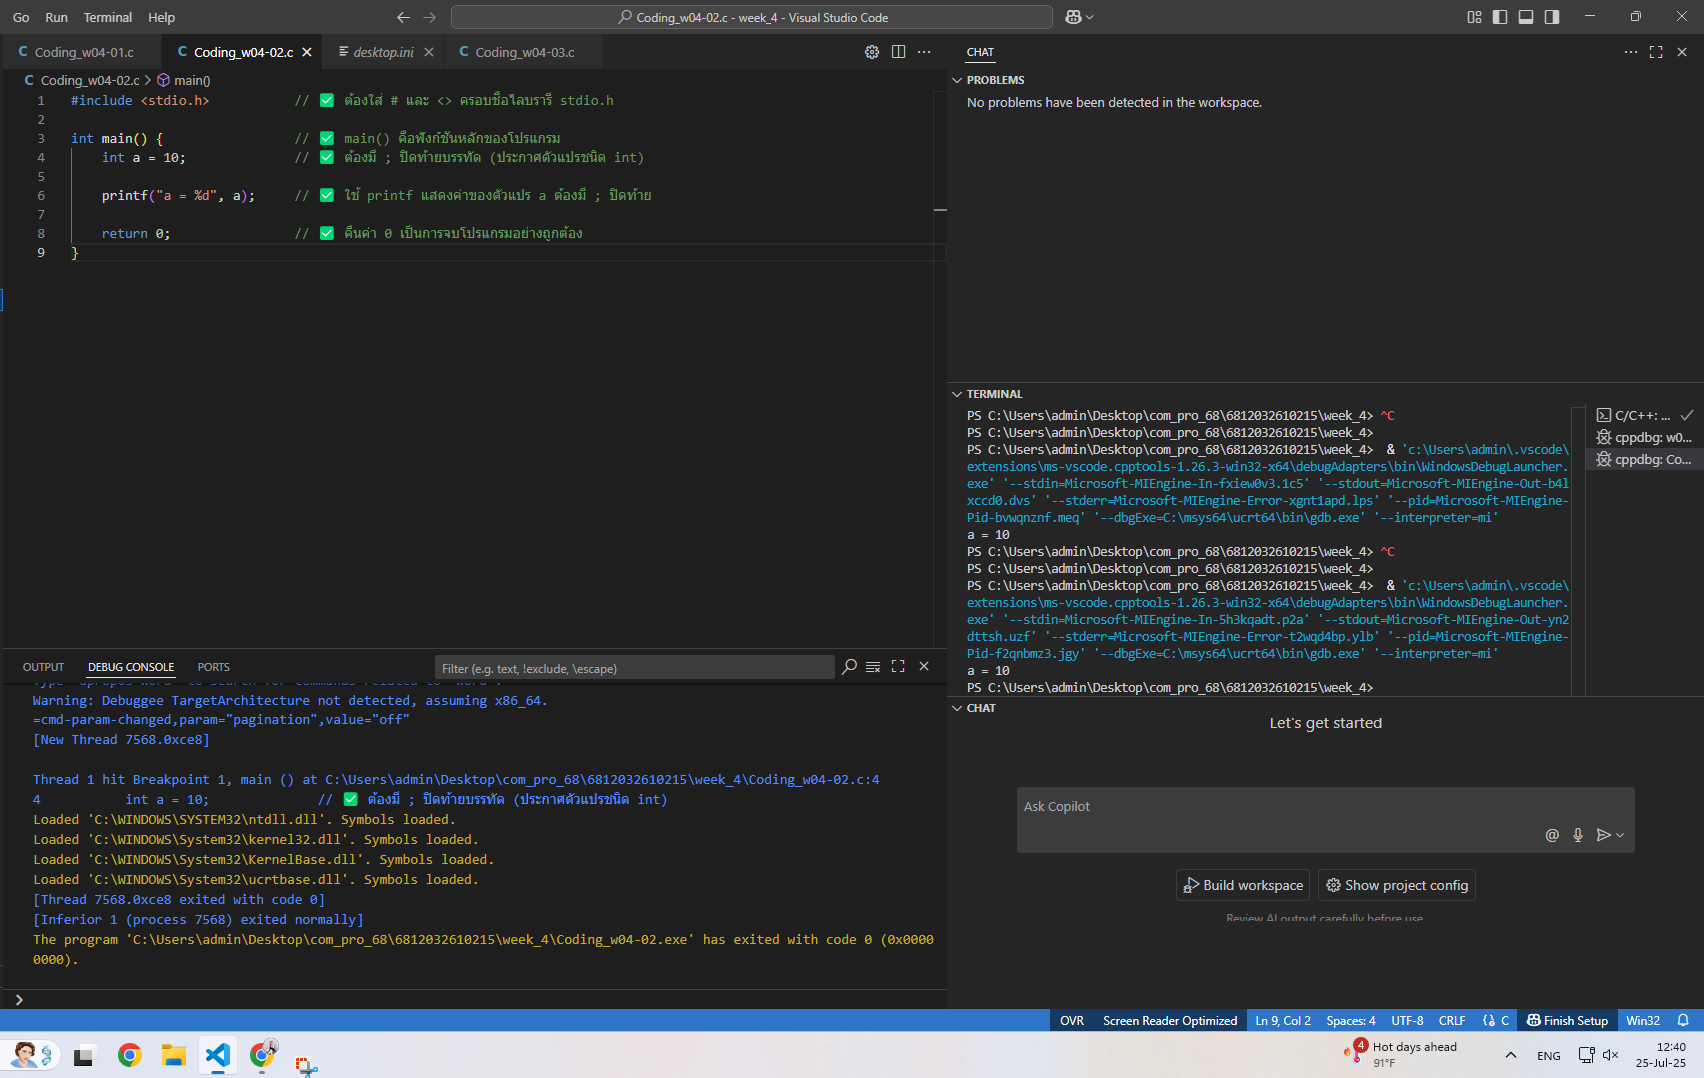 Go Run Terminal Help
Coding_w04-02.c - week_4 - Visual Studio Code
Coding_w04-01.c Coding_w04-02.c desktop.ini Coding_w04-03.c
Coding_w04-02.c > main()
1 #include <stdio.h> // ✅ ต้องใส่ # และ <> ครอบชื่อไลบรารี stdio.h
2
3 int main() { // ✅ main() คือฟังก์ชันหลักของโปรแกรม
4 int a = 10; // ✅ ต้องมี ; ปิดท้ายบรรทัด (ประกาศตัวแปรชนิด int)
5
6 printf("a = %d", a); // ✅ ใช้ printf แสดงค่าของตัวแปร a ต้องมี ; ปิดท้าย
7
8 return 0; // ✅ คืนค่า 0 เป็นการจบโปรแกรมอย่างถูกต้อง
9 }
OUTPUT DEBUG CONSOLE PORTS
Filter (e.g. text, !exclude, \escape)
Warning: Debuggee TargetArchitecture not detected, assuming x86_64.
=cmd-param-changed,param="pagination",value="off"
[New Thread 7568.0xce8]
Thread 1 hit Breakpoint 1, main () at C:\Users\admin\Desktop\com_pro_68\6812032610215\week_4\Coding_w04-02.c:4
4 int a = 10; // ✅ ต้องมี ; ปิดท้ายบรรทัด (ประกาศตัวแปรชนิด int)
Loaded 'C:\WINDOWS\SYSTEM32\ntdll.dll'. Symbols loaded.
Loaded 'C:\WINDOWS\System32\kernel32.dll'. Symbols loaded.
Loaded 'C:\WINDOWS\System32\KernelBase.dll'. Symbols loaded.
Loaded 'C:\WINDOWS\System32\ucrtbase.dll'. Symbols loaded.
[Thread 7568.0xce8 exited with code 0]
[Inferior 1 (process 7568) exited normally]
The program 'C:\Users\admin\Desktop\com_pro_68\6812032610215\week_4\Coding_w04-02.exe' has exited with code 0 (0x0000
0000).
CHAT
PROBLEMS
No problems have been detected in the workspace.
TERMINAL
PS C:\Users\admin\Desktop\com_pro_68\6812032610215\week_4> ^C
PS C:\Users\admin\Desktop\com_pro_68\6812032610215\week_4>
PS C:\Users\admin\Desktop\com_pro_68\6812032610215\week_4> & 'c:\Users\admin\.vscode\
extensions\ms-vscode.cpptools-1.26.3-win32-x64\debugAdapters\bin\WindowsDebugLauncher.
exe' '--stdin=Microsoft-MIEngine-In-fxiew0v3.1c5' '--stdout=Microsoft-MIEngine-Out-b4l
xccd0.dvs' '--stderr=Microsoft-MIEngine-Error-xgnt1apd.lps' '--pid=Microsoft-MIEngine-
Pid-bvwqnznf.meq' '--dbgExe=C:\msys64\ucrt64\bin\gdb.exe' '--interpreter=mi'
a = 10
PS C:\Users\admin\Desktop\com_pro_68\6812032610215\week_4> ^C
PS C:\Users\admin\Desktop\com_pro_68\6812032610215\week_4>
PS C:\Users\admin\Desktop\com_pro_68\6812032610215\week_4> & 'c:\Users\admin\.vscode\
extensions\ms-vscode.cpptools-1.26.3-win32-x64\debugAdapters\bin\WindowsDebugLauncher.
exe' '--stdin=Microsoft-MIEngine-In-5h3kqadt.p2a' '--stdout=Microsoft-MIEngine-Out-yn2
dttsh.uzf' '--stderr=Microsoft-MIEngine-Error-t2wqd4bp.ylb' '--pid=Microsoft-MIEngine-
Pid-f2qnbmz3.jgy' '--dbgExe=C:\msys64\ucrt64\bin\gdb.exe' '--interpreter=mi'
a = 10
PS C:\Users\admin\Desktop\com_pro_68\6812032610215\week_4>
C/C++: ...
cppdbg: w0...
cppdbg: Co...
CHAT
Let's get started
Ask Copilot
Build workspace Show project config
Review AI output carefully before use
OVR Screen Reader Optimized Ln 9, Col 2 Spaces: 4 UTF-8 CRLF C Finish Setup Win32
4 Hot days ahead
91°F
ENG
12:40
25-Jul-25